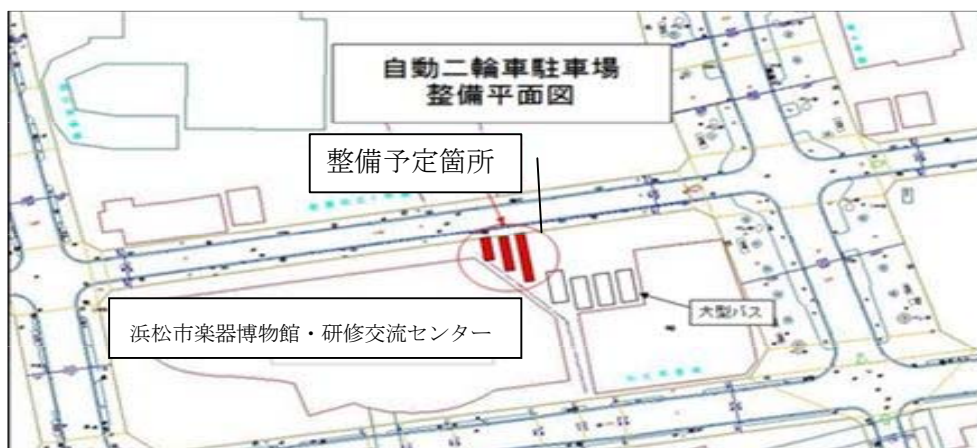 自動二輪車駐車場
整備平面図
整備予定箇所
大型バス
浜松市楽器博物館・研修交流センター